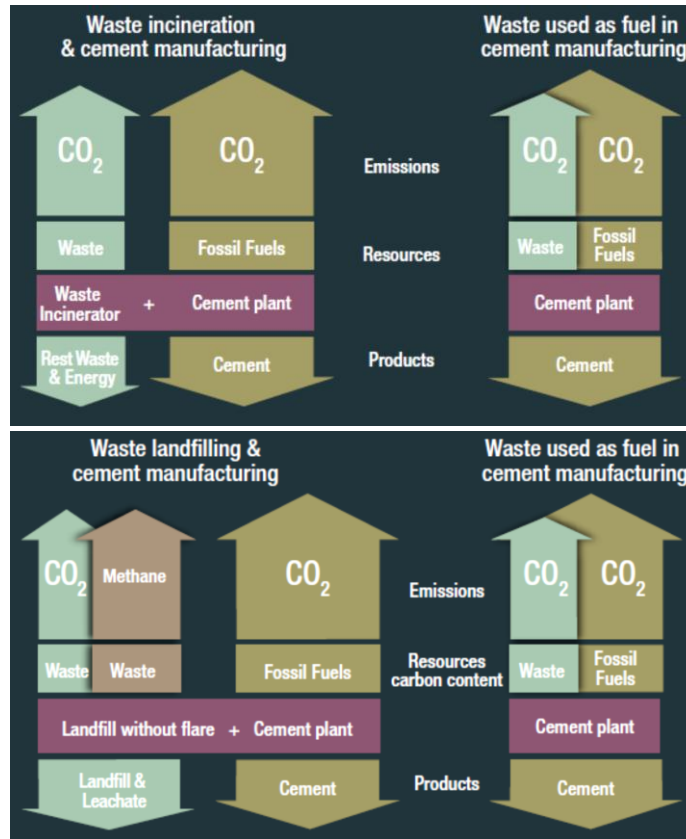 Waste incineration
& cement manufacturing
Waste used as fuel in
cement manufacturing
CO₂
CO₂
Emissions
CO₂
CO₂
Waste
Fossil Fuels
Resources
Waste
Fossil
Fuels
Waste
Incinerator
+
Cement plant
Cement plant
Rest Waste
& Energy
Cement
Products
Cement
Waste landfilling &
cement manufacturing
Waste used as fuel in
cement manufacturing
CO₂
Methane
CO₂
Emissions
CO₂
CO₂
Waste
Waste
Fossil Fuels
Resources
carbon content
Waste
Fossil
Fuels
Landfill without flare + Cement plant
Cement plant
Landfill &
Leachate
Cement
Products
Cement